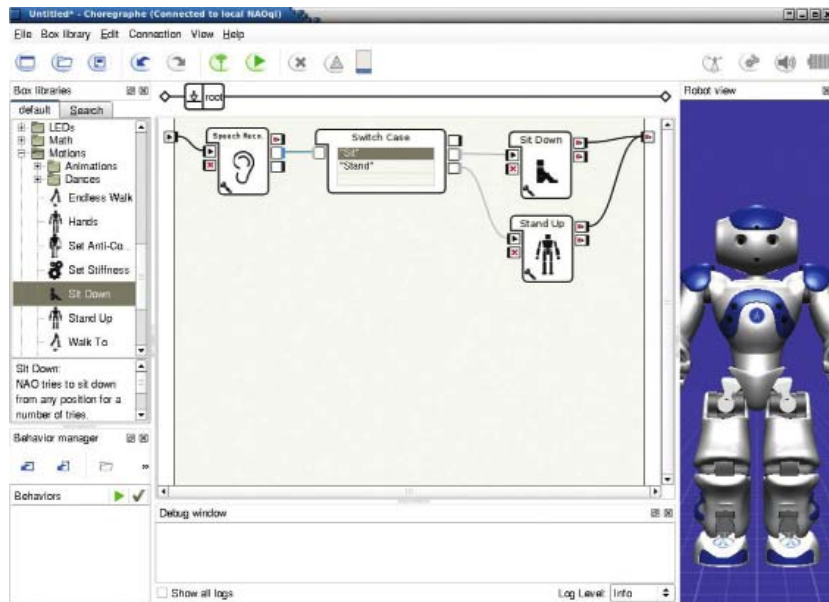 Untitled* - Choregraphe (Connected to local NAOqi)
File Box library Edit Connection View Help
Box libraries
default Search
LEDs
Math
Motions
Animations
Dances
Endless Walk
Hands
Set Anti-Co...
Set Stiffness
Sit Down
Stand Up
Walk To
Sit Down:
NAO tries to sit down
from any position for a
number of tries.
Behavior manager
»
Behaviors
root
Speech Reco.
Switch Case
"Sit"
"Stand"
Sit Down
Stand Up
Debug window
Show all logs
Log Level: Info
Robot view